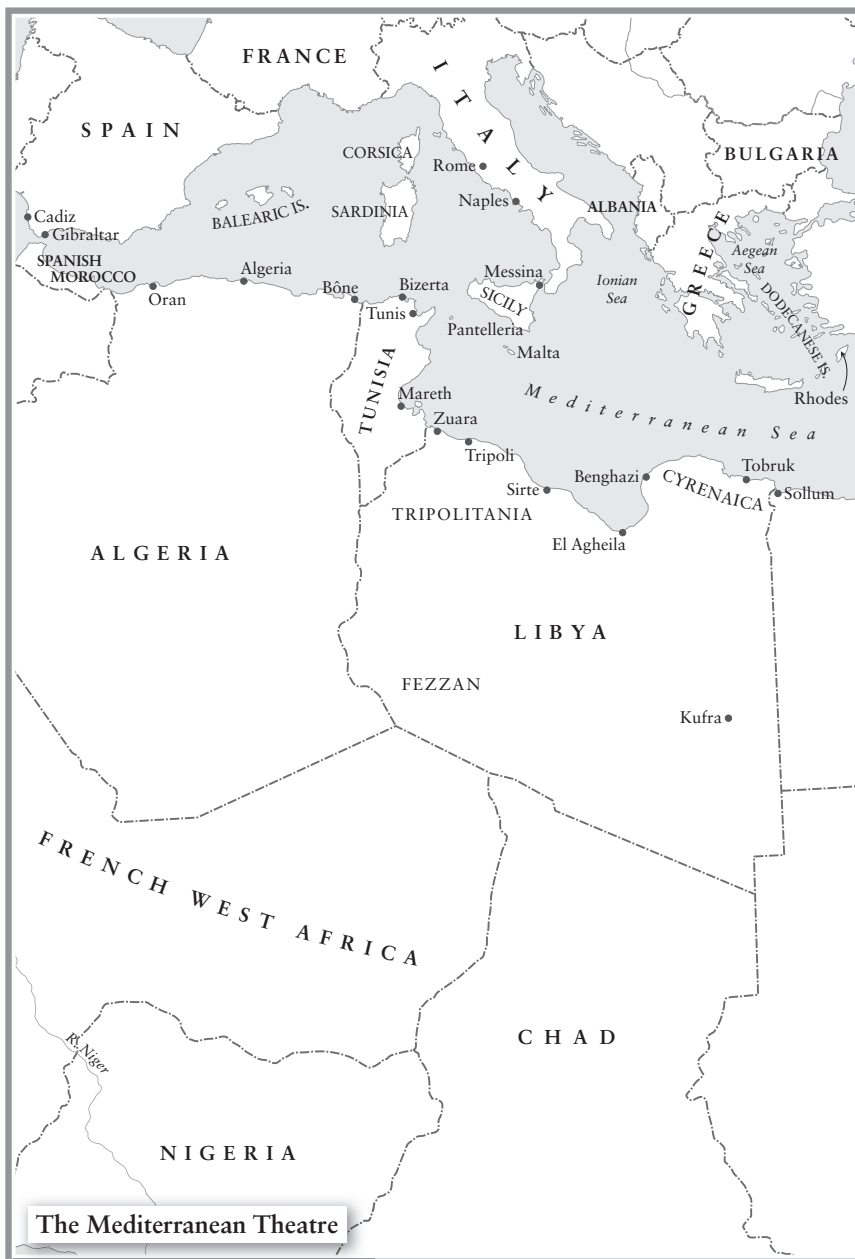 FRANCE
ITALY
SPAIN
CORSICA
Rome
BULGARIA
Naples
ALBANIA
SARDINIA
BALEARIC IS.
Cadiz
Gibraltar
GREECE
Aegean
Sea
SPANISH
MOROCCO
Algeria
Oran
Bône
Bizerta
Tunis
Messina
SICILY
Ionian
Sea
DODECANESE IS.
Pantelleria
Malta
Rhodes
TUNISIA
Mareth
Mediterranean Sea
Zuara
Tripoli
Sirte
Benghazi
CYRENAICA
Tobruk
Sollum
TRIPOLITANIA
El Agheila
ALGERIA
LIBYA
FEZZAN
Kufra
FRENCH WEST AFRICA
CHAD
R. Niger
NIGERIA
The Mediterranean Theatre